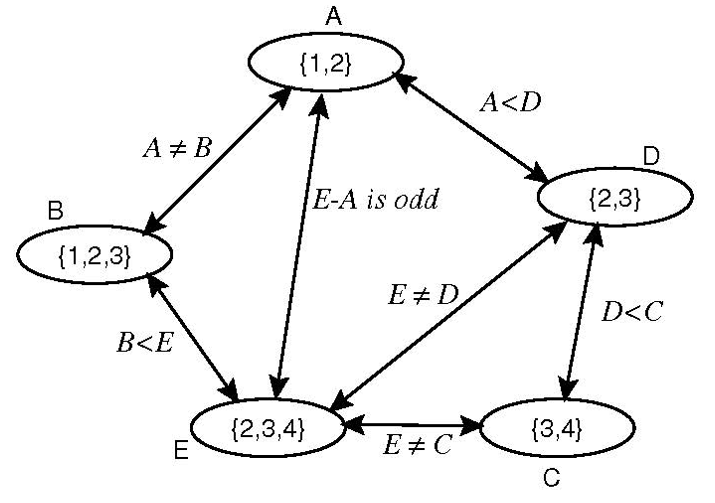 A
{1,2}
A<D
A ≠ B
D
B
E-A is odd
{2,3}
{1,2,3}
E ≠ D
D<C
B<E
{2,3,4}
{3,4}
E
E ≠ C
C